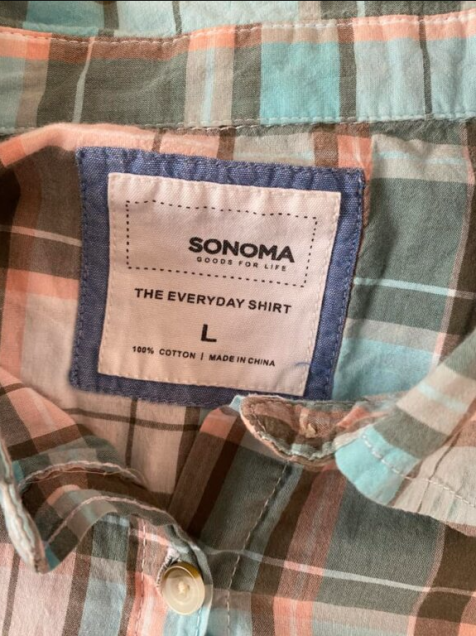 SONOMA
GOODS FOR LIFE
THE EVERYDAY SHIRT
L
100% COTTON | MADE IN CHINA